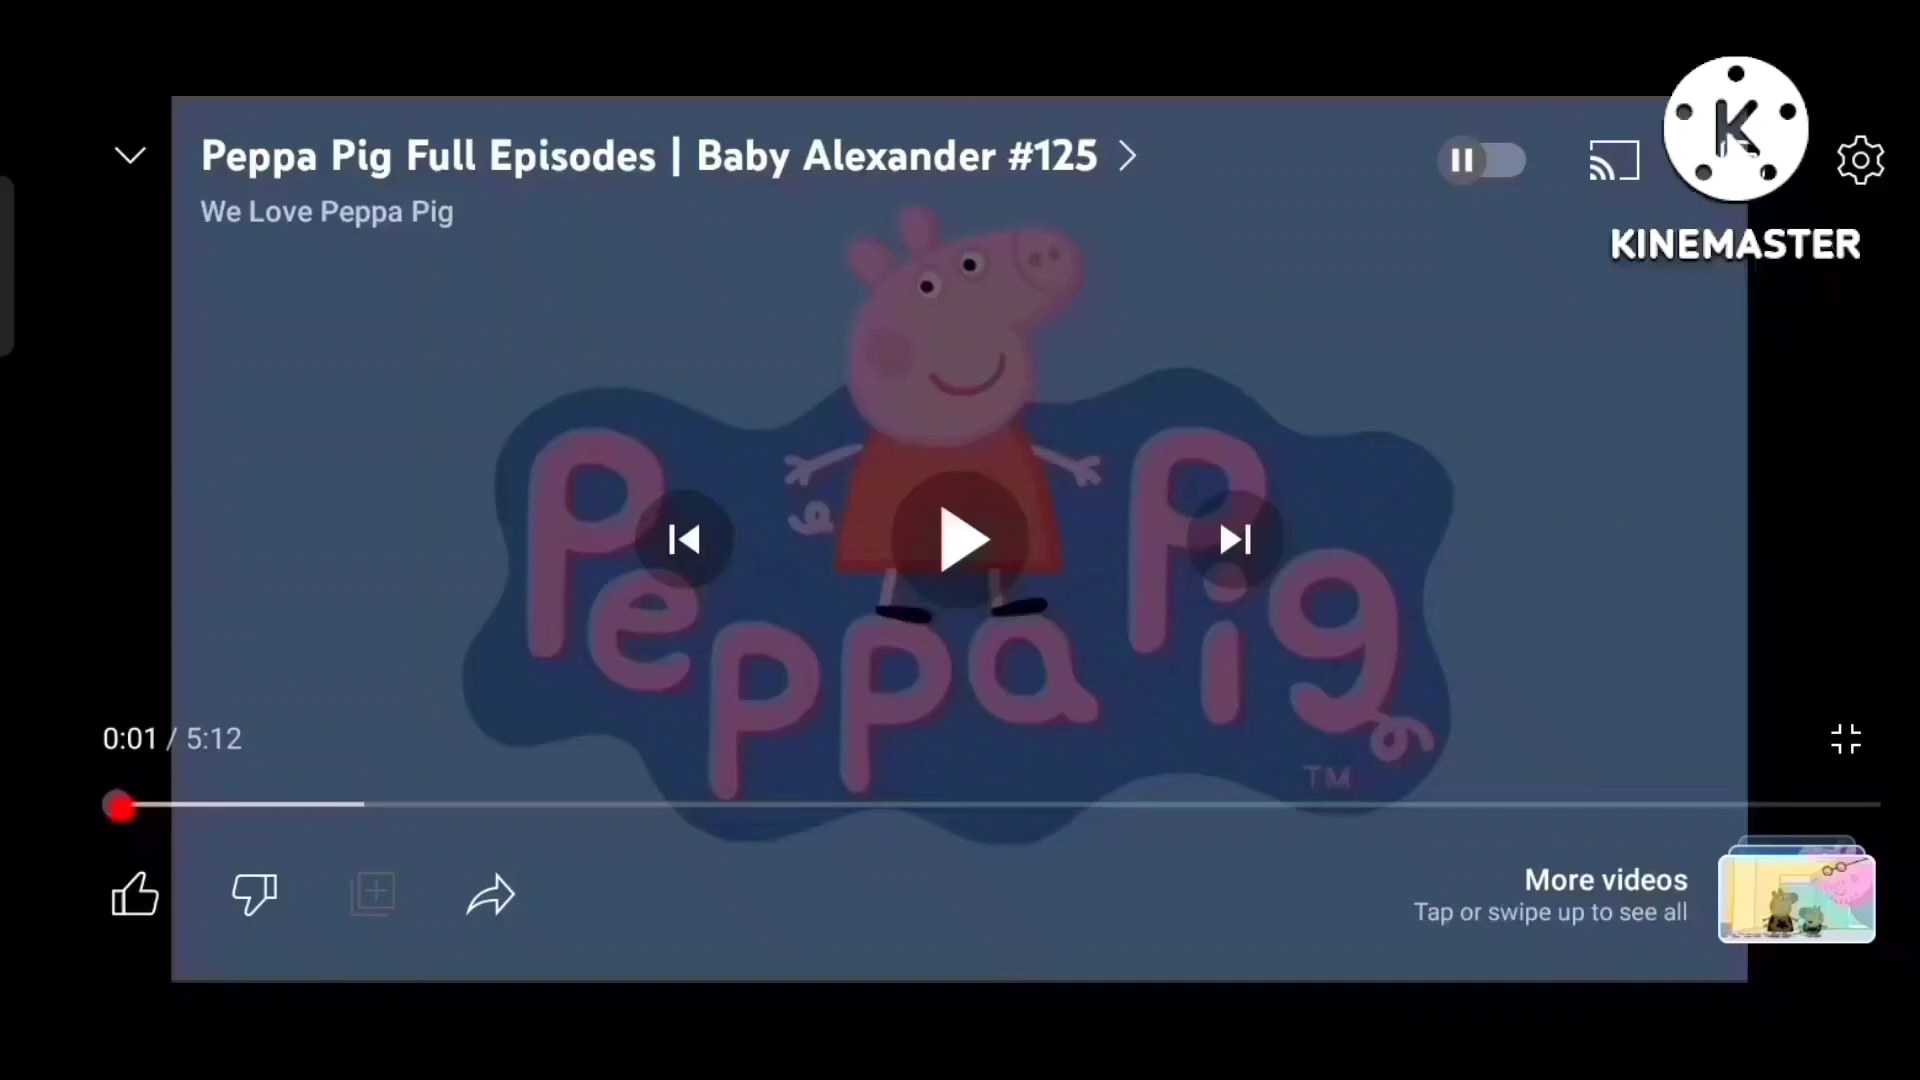 Peppa Pig Full Episodes | Baby Alexander #125
We Love Peppa Pig
K
KINEMASTER
Peppa Pig
TM
0:01 / 5:12
More videos
Tap or swipe up to see all